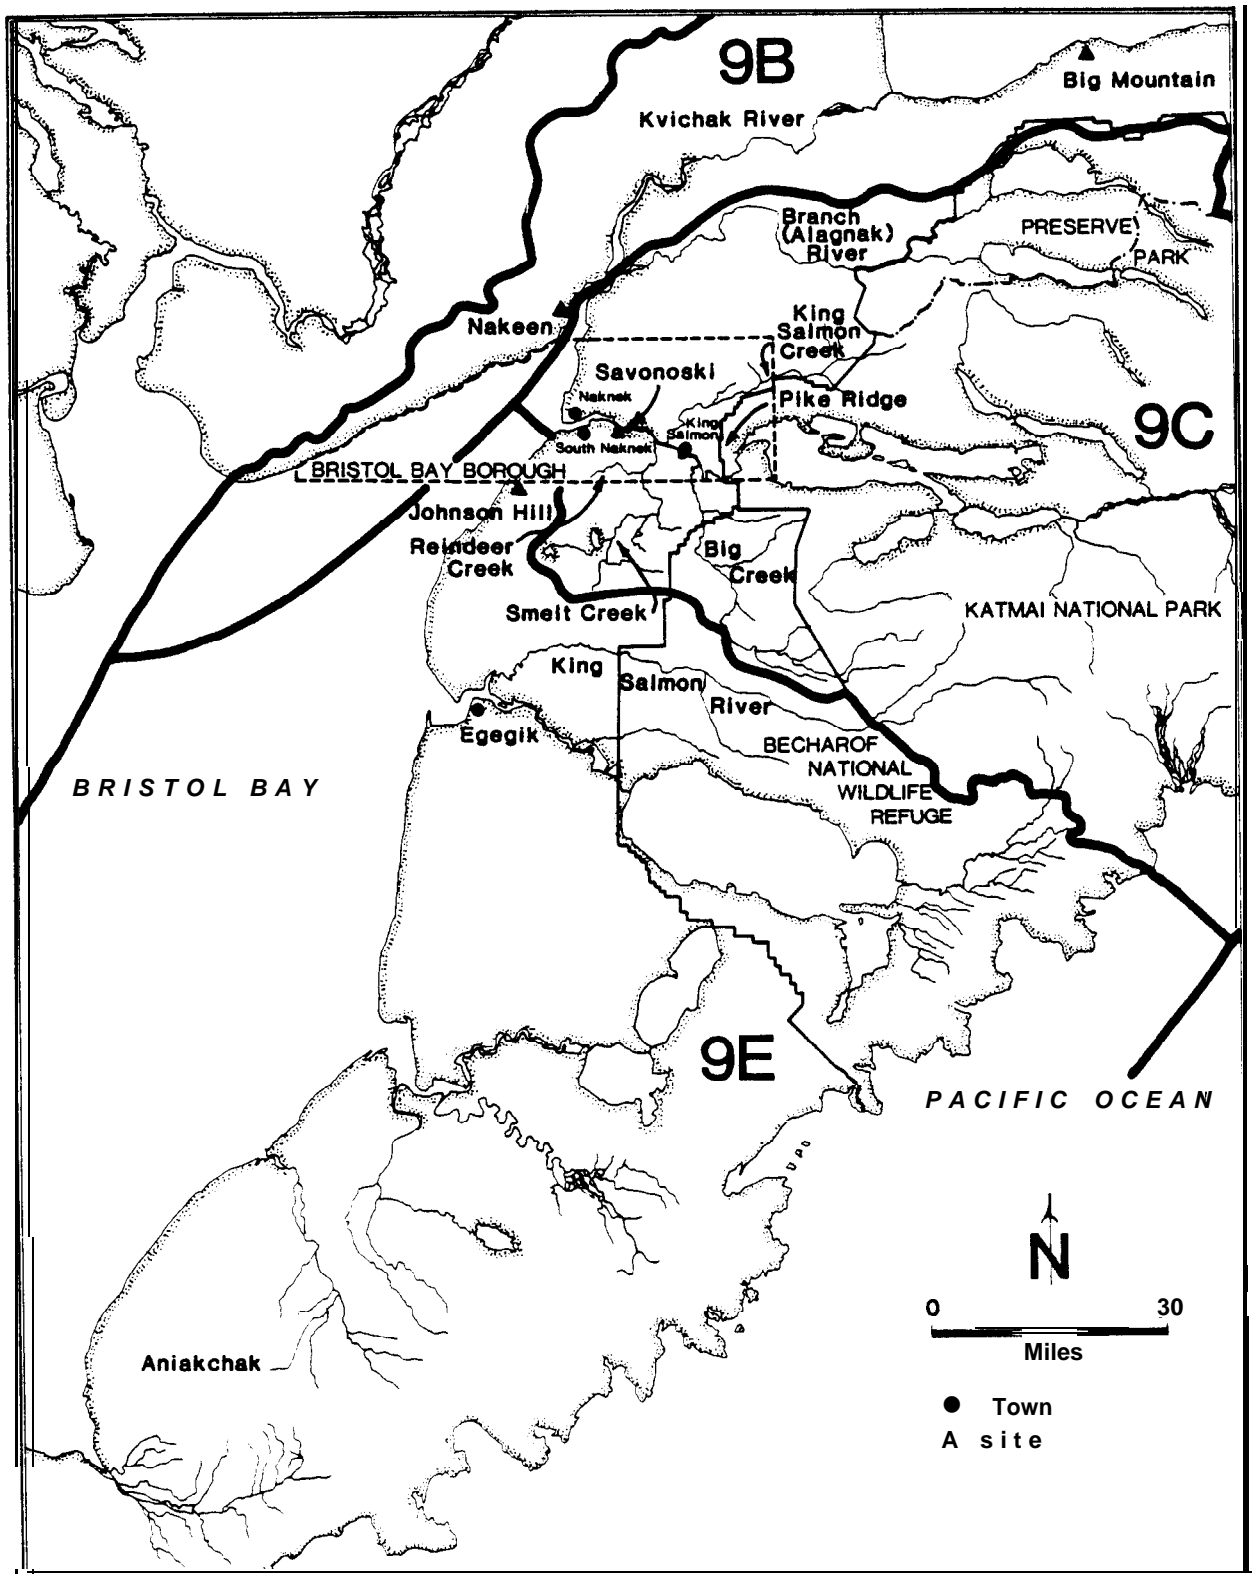 9B
Big Mountain
Kvichak River
Branch
(Alagnak)
River
PRESERVE
PARK
Nakeen
King
Salmon
Creek
Savonoski
Naknek
Pike Ridge
9C
King
Salmon
South Naknek
BRISTOL BAY BOROUGH
Johnson Hill
Reindeer
Creek
Big
Creek
Smelt Creek
KATMAI NATIONAL PARK
King
Salmon
River
Egegik
BECHAROF
NATIONAL
WILDLIFE
REFUGE
BRISTOL BAY
9E
PACIFIC OCEAN
N
0 30
Miles
Aniakchak
Town
A site